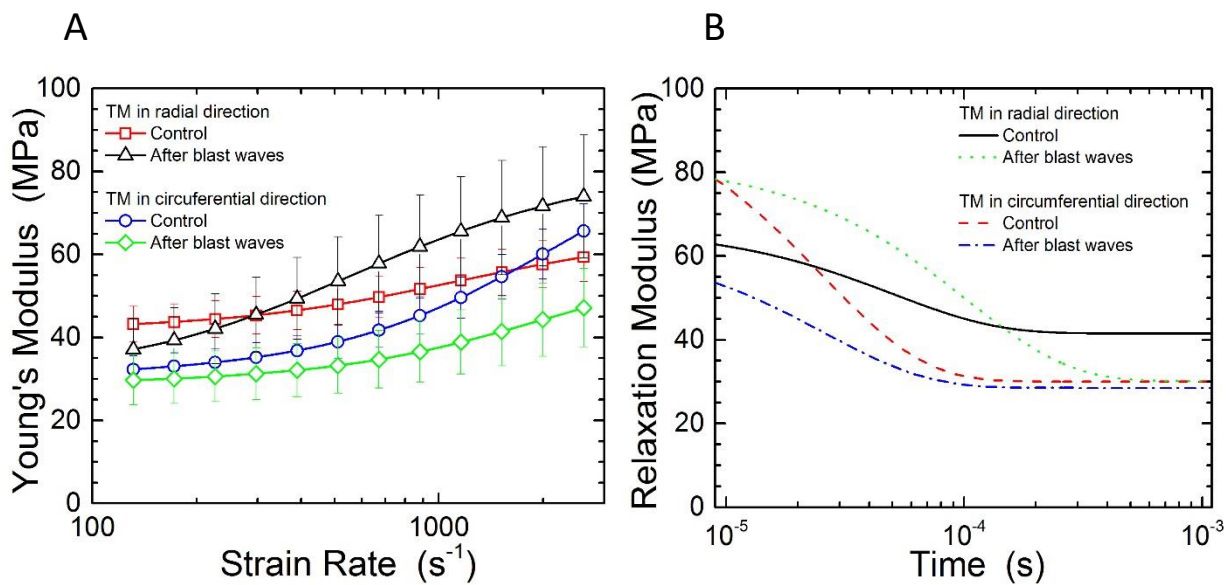 A
Young's Modulus (MPa)
100
80
60
40
20
0
TM in radial direction
Control
After blast waves
TM in circuferential direction
Control
After blast waves
100
1000
Strain Rate (s⁻¹)
B
Relaxation Modulus (MPa)
100
80
60
40
20
0
TM in radial direction
Control
After blast waves
TM in circumferential direction
Control
After blast waves
10⁻⁵
10⁻⁴
10⁻³
Time (s)